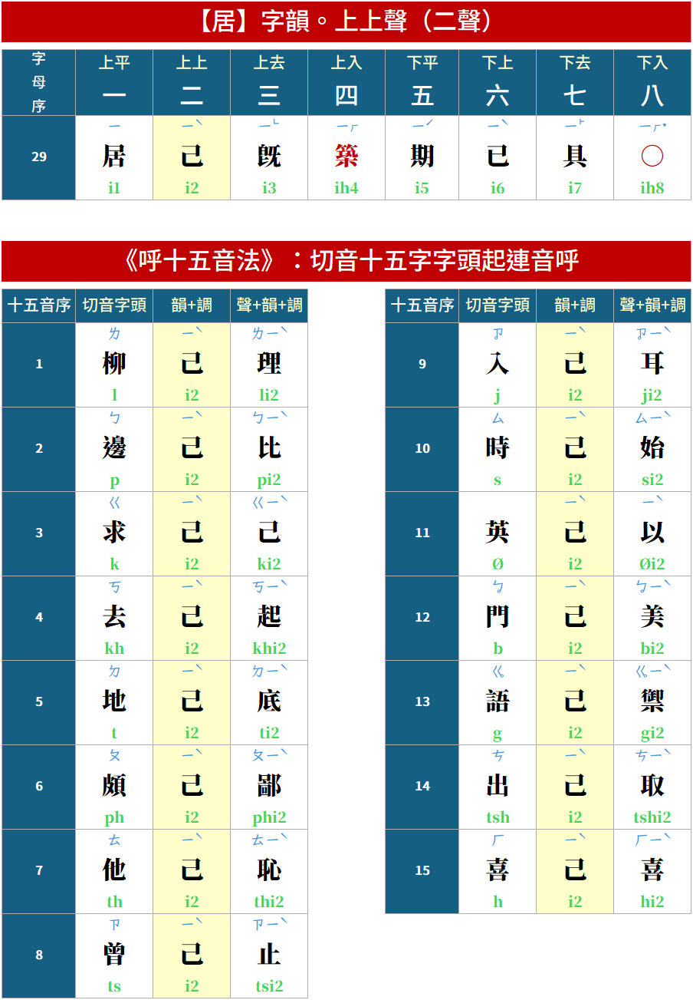 【居】字韻。上上聲（二聲）
字母序 上平 上上 上去 上入 下平 下上 下去 下入
一 二 三 四 五 六 七 八
ㄧ ㄧˋ ㄧ└ ㄧㄏ ㄧˊ ㄧˋ ㄧ├ ㄧㄏ˙
29 居 己 既 築 期 已 具 〇
i1 i2 i3 ih4 i5 i6 i7 ih8
《呼十五音法》：切音十五字字頭起連音呼
十五音序 切音字頭 韻+調 聲+韻+調
ㄌ ㄧˋ ㄌㄧˋ
1 柳 己 理
l i2 li2
ㄅ ㄧˋ ㄅㄧˋ
2 邊 己 比
p i2 pi2
ㄍ ㄧˋ ㄍㄧˋ
3 求 己 己
k i2 ki2
ㄎ ㄧˋ ㄎㄧˋ
4 去 己 起
kh i2 khi2
ㄉ ㄧˋ ㄉㄧˋ
5 地 己 底
t i2 ti2
ㄆ ㄧˋ ㄆㄧˋ
6 頗 己 鄙
ph i2 phi2
ㄊ ㄧˋ ㄊㄧˋ
7 他 己 恥
th i2 thi2
ㄗ ㄧˋ ㄗㄧˋ
8 曾 己 止
ts i2 tsi2
十五音序 切音字頭 韻+調 聲+韻+調
ㆡ ㄧˋ ㆡㄧˋ
9 入 己 耳
j i2 ji2
ㄙ ㄧˋ ㄙㄧˋ
10 時 己 始
s i2 si2
ㄧˋ ㄧˋ
11 英 己 以
Ø i2 Øi2
ㆠ ㄧˋ ㆠㄧˋ
12 門 己 美
b i2 bi2
ㆣ ㄧˋ ㆣㄧˋ
13 語 己 禦
g i2 gi2
ㄘ ㄧˋ ㄘㄧˋ
14 出 己 取
tsh i2 tshi2
ㄏ ㄧˋ ㄏㄧˋ
15 喜 己 喜
h i2 hi2